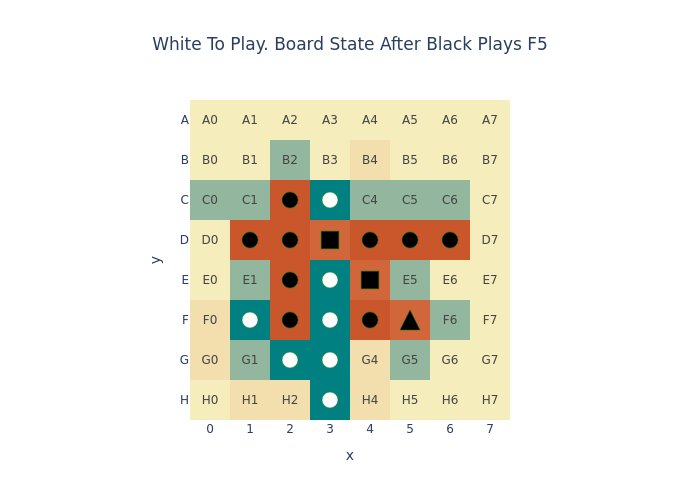 White To Play. Board State After Black Plays F5
A A0 A1 A2 A3 A4 A5 A6 A7
B B0 B1 B2 B3 B4 B5 B6 B7
C C0 C1 C4 C5 C6 C7
D D0 D7
E E0 E1 E5 E6 E7
F F0 F6 F7
G G0 G1 G4 G5 G6 G7
H H0 H1 H2 H4 H5 H6 H7
0 1 2 3 4 5 6 7
x
y